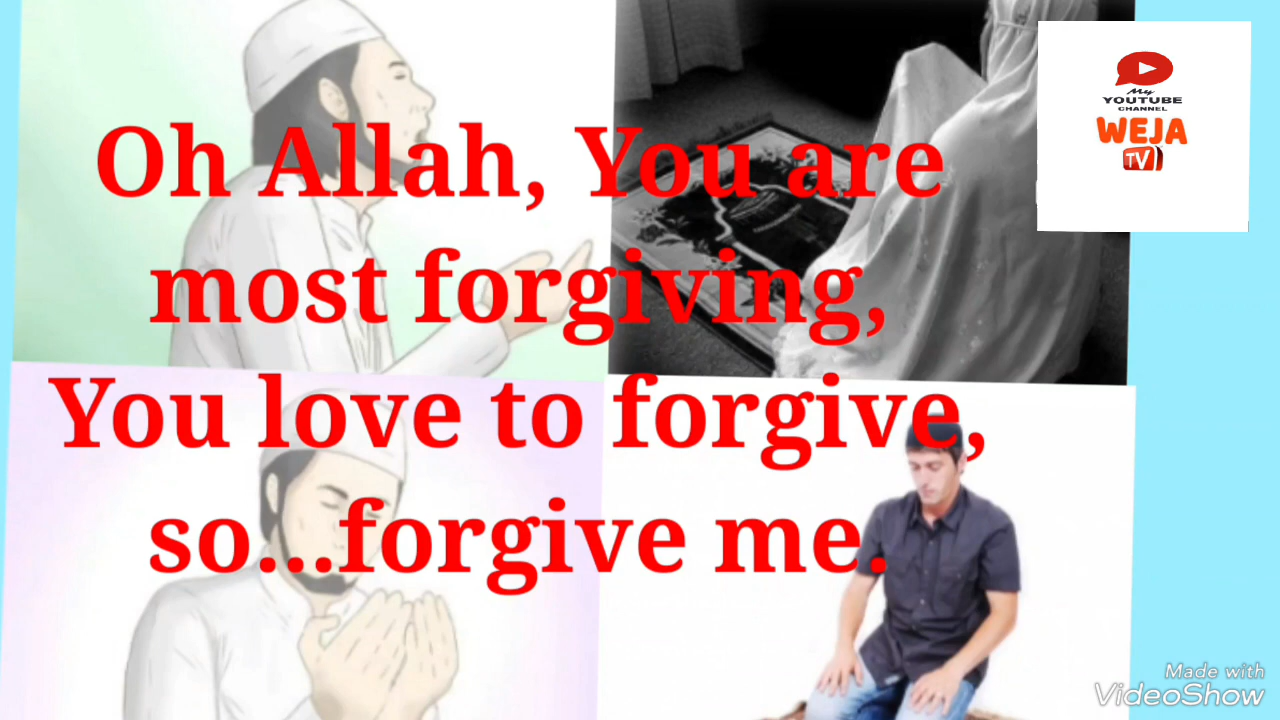 Oh Allah, You are
most forgiving,
You love to forgive,
so...forgive me.
My
YOUTUBE
CHANNEL
WEJA
TV
Made with
VideoShow